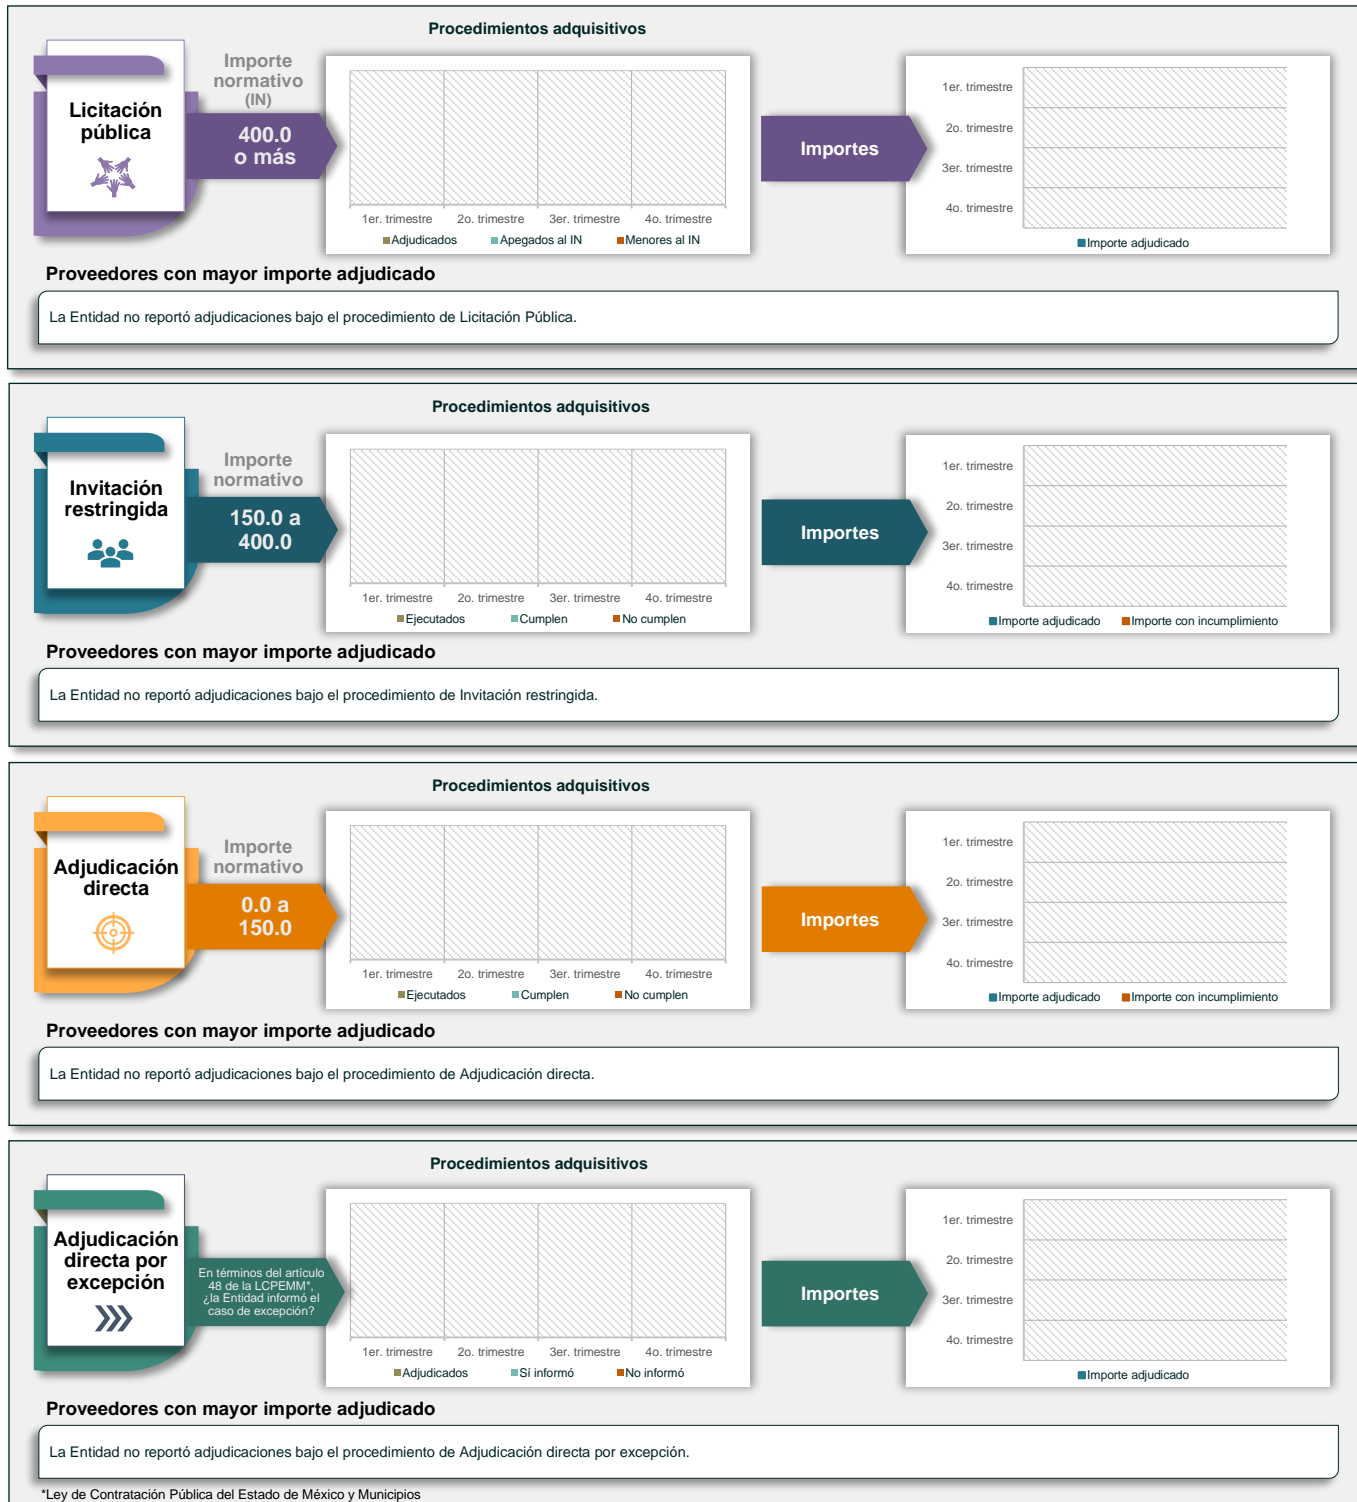 Procedimientos adquisitivos
Licitación
pública
Importe
normativo
(IN)
400.0
o más
1er. trimestre 2o. trimestre 3er. trimestre 4o. trimestre
Adjudicados Apegados al IN Menores al IN
Importes
1er. trimestre
2o. trimestre
3er. trimestre
4o. trimestre
Importe adjudicado
Proveedores con mayor importe adjudicado
La Entidad no reportó adjudicaciones bajo el procedimiento de Licitación Pública.
Procedimientos adquisitivos
Invitación
restringida
Importe
normativo
150.0 a
400.0
1er. trimestre 2o. trimestre 3er. trimestre 4o. trimestre
Ejecutados Cumplen No cumplen
Importes
1er. trimestre
2o. trimestre
3er. trimestre
4o. trimestre
Importe adjudicado Importe con incumplimiento
Proveedores con mayor importe adjudicado
La Entidad no reportó adjudicaciones bajo el procedimiento de Invitación restringida.
Procedimientos adquisitivos
Adjudicación
directa
Importe
normativo
0.0 a
150.0
1er. trimestre 2o. trimestre 3er. trimestre 4o. trimestre
Ejecutados Cumplen No cumplen
Importes
1er. trimestre
2o. trimestre
3er. trimestre
4o. trimestre
Importe adjudicado Importe con incumplimiento
Proveedores con mayor importe adjudicado
La Entidad no reportó adjudicaciones bajo el procedimiento de Adjudicación directa.
Procedimientos adquisitivos
Adjudicación
directa por
excepción
En términos del artículo
48 de la LCPEMM*,
¿la Entidad informó el
caso de excepción?
1er. trimestre 2o. trimestre 3er. trimestre 4o. trimestre
Adjudicados Sí informó No informó
Importes
1er. trimestre
2o. trimestre
3er. trimestre
4o. trimestre
Importe adjudicado
Proveedores con mayor importe adjudicado
La Entidad no reportó adjudicaciones bajo el procedimiento de Adjudicación directa por excepción.
*Ley de Contratación Pública del Estado de México y Municipios